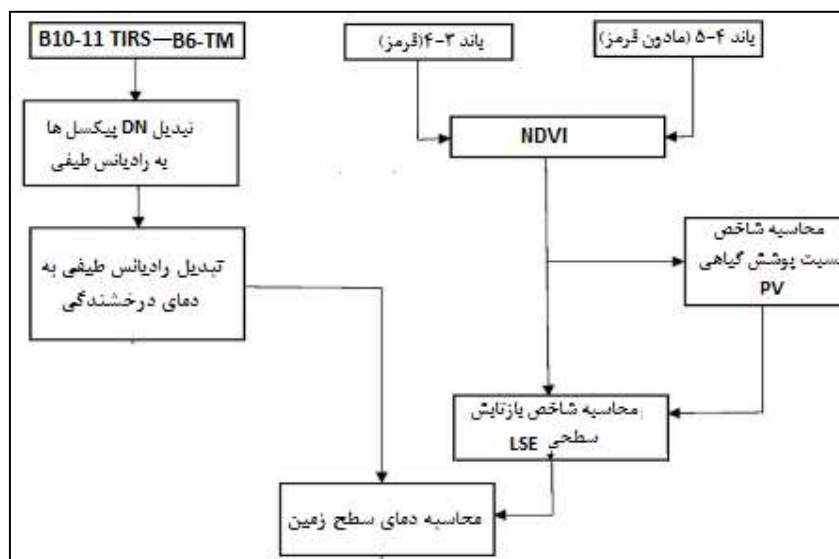 B10-11 TIRS—B6-TM
باند ۳-۴(قرمز)
باند ۴-۵ (مادون قرمز)
تبدیل DN پیکسل ها
به رادیانس طیفی
NDVI
تبدیل رادیانس طیفی به
دمای درخشندگی
محاسبه شاخص
نسبت پوشش گیاهی
PV
محاسبه شاخص بازتابش
سطحی LSE
محاسبه دمای سطح زمین